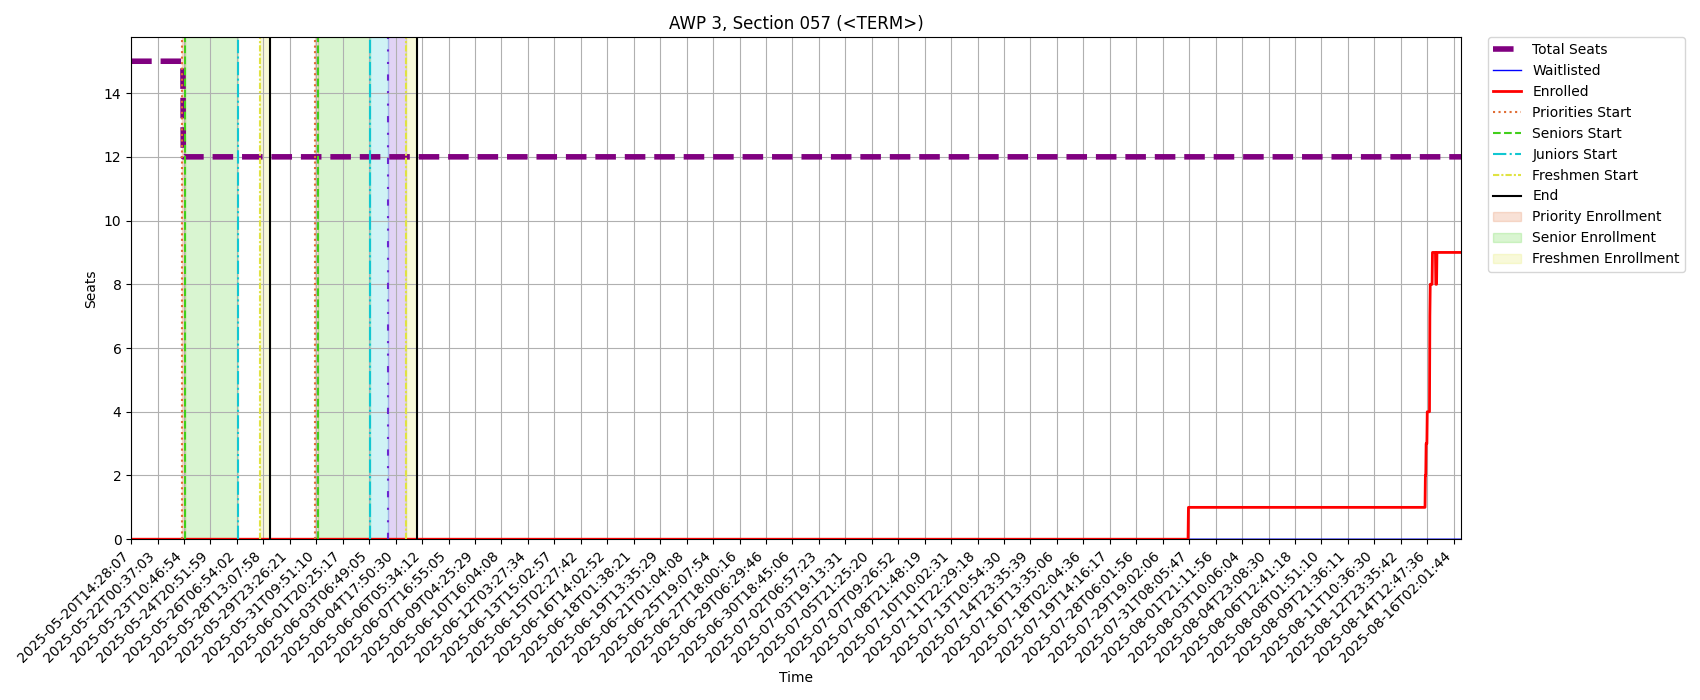 AWP 3, Section 057 (<TERM>)
Seats
14
12
10
8
6
4
2
0
Total Seats
Waitlisted
Enrolled
Priorities Start
Seniors Start
Juniors Start
Freshmen Start
End
Priority Enrollment
Senior Enrollment
Freshmen Enrollment
2025-05-20T14:28:07
2025-05-22T00:37:03
2025-05-23T10:46:54
2025-05-24T20:51:59
2025-05-26T06:54:02
2025-05-28T13:07:58
2025-05-29T23:26:21
2025-05-31T09:51:10
2025-06-01T20:25:17
2025-06-03T06:49:05
2025-06-04T17:50:30
2025-06-06T05:34:12
2025-06-07T16:55:05
2025-06-09T04:25:29
2025-06-10T16:04:08
2025-06-12T03:27:34
2025-06-13T15:02:57
2025-06-15T02:27:42
2025-06-16T14:02:52
2025-06-18T01:38:21
2025-06-19T13:35:29
2025-06-21T01:04:08
2025-06-25T19:07:54
2025-06-27T18:00:16
2025-06-29T06:29:46
2025-06-30T18:45:06
2025-07-02T06:57:23
2025-07-03T19:13:31
2025-07-05T21:25:20
2025-07-07T09:26:52
2025-07-08T21:48:19
2025-07-10T10:02:31
2025-07-11T22:29:18
2025-07-13T10:54:30
2025-07-14T23:35:39
2025-07-16T13:35:06
2025-07-18T02:04:36
2025-07-19T14:16:17
2025-07-28T06:01:56
2025-07-29T19:02:06
2025-07-31T08:05:47
2025-08-01T21:11:56
2025-08-03T10:06:04
2025-08-04T23:08:30
2025-08-06T12:41:18
2025-08-08T01:51:10
2025-08-09T21:36:11
2025-08-11T10:36:30
2025-08-12T23:35:42
2025-08-14T12:47:36
2025-08-16T02:01:44
Time